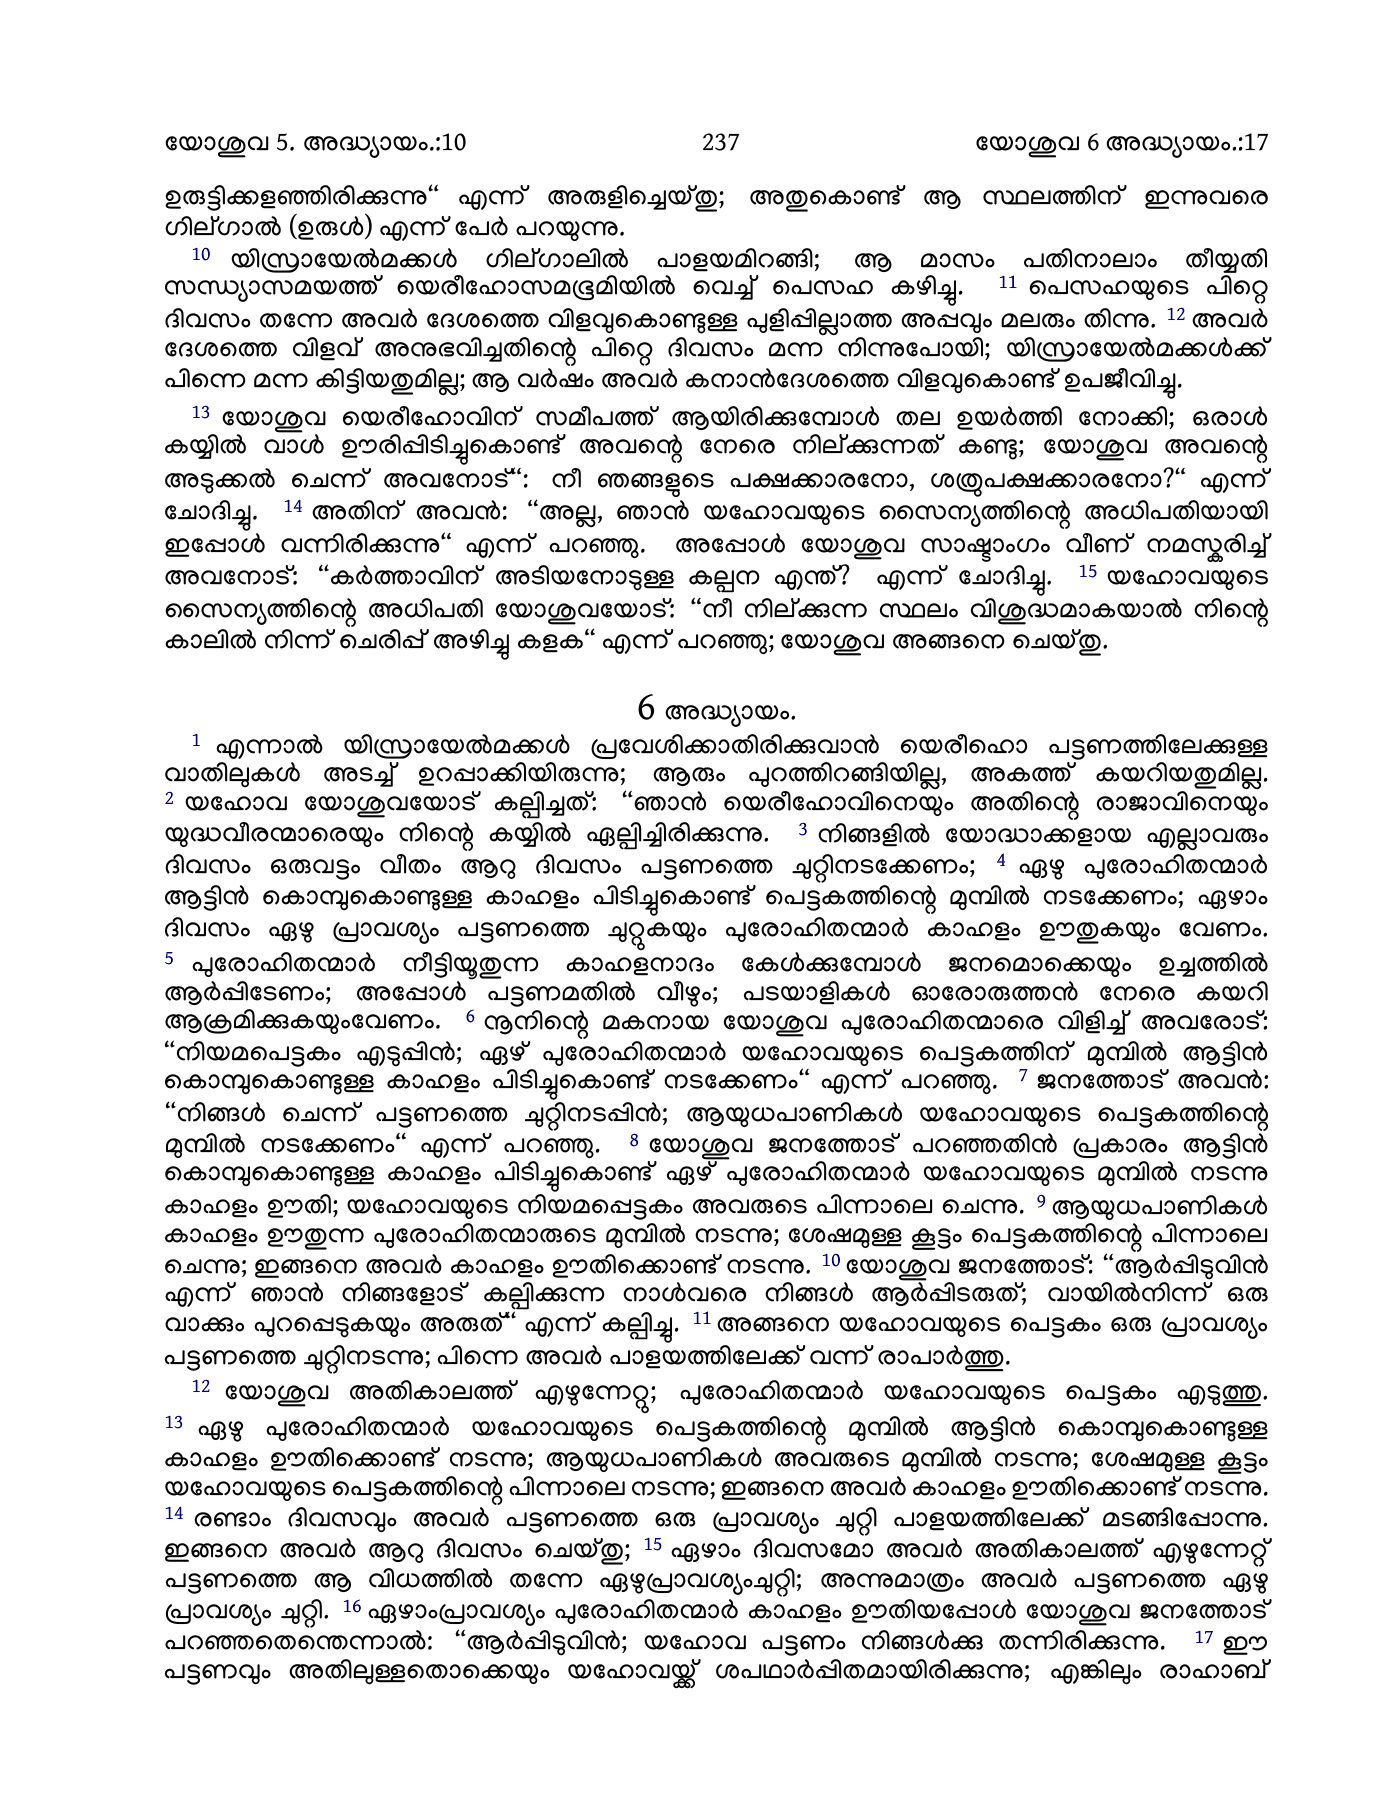 യോശുവ 5. അദ്ധ്യായം.:10 237 യോശുവ 6 അദ്ധ്യായം.:17
ഉരുട്ടിക്കളഞ്ഞിരിക്കുന്നു“ എന്ന് അരുളിച്ചെയ്തു; അതുകൊണ്ട് ആ സ്ഥലത്തിന് ഇന്നുവരെ
ഗില്ഗാൽ (ഉരുൾ) എന്ന് പേർ പറയുന്നു.
10 യിസ്രായേൽമക്കൾ ഗില്ഗാലിൽ പാളയമിറങ്ങി; ആ മാസം പതിനാലാം തീയ്യതി
സന്ധ്യാസമയത്ത് യെരീഹോസമഭൂമിയിൽ വെച്ച് പെസഹ കഴിച്ചു. 11 പെസഹയുടെ പിറ്റെ
ദിവസം തന്നേ അവർ ദേശത്തെ വിളവുകൊണ്ടുള്ള പുളിപ്പില്ലാത്ത അപ്പവും മലരും തിന്നു. 12 അവർ
ദേശത്തെ വിളവ് അനുഭവിച്ചതിന്റെ പിറ്റെ ദിവസം മന്ന നിന്നുപോയി; യിസ്രായേൽമക്കൾക്ക്
പിന്നെ മന്ന കിട്ടിയതുമില്ല; ആ വർഷം അവർ കനാൻദേശത്തെ വിളവുകൊണ്ട് ഉപജീവിച്ചു.
13 യോശുവ യെരീഹോവിന് സമീപത്ത് ആയിരിക്കുമ്പോൾ തല ഉയർത്തി നോക്കി; ഒരാൾ
കയ്യിൽ വാൾ ഊരിപ്പിടിച്ചുകൊണ്ട് അവന്റെ നേരെ നില്ക്കുന്നത് കണ്ടു; യോശുവ അവന്റെ
അടുക്കൽ ചെന്ന് അവനോട്“: നീ ഞങ്ങളുടെ പക്ഷക്കാരനോ, ശത്രുപക്ഷക്കാരനോ?“ എന്ന്
ചോദിച്ചു. 14 അതിന് അവൻ: “അല്ല, ഞാൻ യഹോവയുടെ സൈന്യത്തിന്റെ അധിപതിയായി
ഇപ്പോൾ വന്നിരിക്കുന്നു“ എന്ന് പറഞ്ഞു. അപ്പോൾ യോശുവ സാഷ്ടാംഗം വീണ് നമസ്കരിച്ച്
അവനോട്: “കർത്താവിന് അടിയനോടുള്ള കല്പന എന്ത്? എന്ന് ചോദിച്ചു. 15 യഹോവയുടെ
സൈന്യത്തിന്റെ അധിപതി യോശുവയോട്: “നീ നില്ക്കുന്ന സ്ഥലം വിശുദ്ധമാകയാൽ നിന്റെ
കാലിൽ നിന്ന് ചെരിപ്പ് അഴിച്ചു കളക“ എന്ന് പറഞ്ഞു; യോശുവ അങ്ങനെ ചെയ്തു.
6 അദ്ധ്യായം.
1 എന്നാൽ യിസ്രായേൽമക്കൾ പ്രവേശിക്കാതിരിക്കുവാൻ യെരീഹൊ പട്ടണത്തിലേക്കുള്ള
വാതിലുകൾ അടച്ച് ഉറപ്പാക്കിയിരുന്നു; ആരും പുറത്തിറങ്ങിയില്ല, അകത്ത് കയറിയതുമില്ല.
2 യഹോവ യോശുവയോട് കല്പിച്ചത്: “ഞാൻ യെരീഹോവിനെയും അതിന്റെ രാജാവിനെയും
യുദ്ധവീരന്മാരെയും നിന്റെ കയ്യിൽ ഏല്പിച്ചിരിക്കുന്നു. 3 നിങ്ങളിൽ യോദ്ധാക്കളായ എല്ലാവരും
ദിവസം ഒരുവട്ടം വീതം ആറു ദിവസം പട്ടണത്തെ ചുറ്റിനടക്കേണം; 4 ഏഴു പുരോഹിതന്മാർ
ആട്ടിൻ കൊമ്പുകൊണ്ടുള്ള കാഹളം പിടിച്ചുകൊണ്ട് പെട്ടകത്തിന്റെ മുമ്പിൽ നടക്കേണം; ഏഴാം
ദിവസം ഏഴു പ്രാവശ്യം പട്ടണത്തെ ചുറ്റുകയും പുരോഹിതന്മാർ കാഹളം ഊതുകയും വേണം.
5 പുരോഹിതന്മാർ നീട്ടിയൂതുന്ന കാഹളനാദം കേൾക്കുമ്പോൾ ജനമൊക്കെയും ഉച്ചത്തിൽ
ആർപ്പിടേണം; അപ്പോൾ പട്ടണമതിൽ വീഴും; പടയാളികൾ ഓരോരുത്തൻ നേരെ കയറി
ആക്രമിക്കുകയുംവേണം. 6 നൂനിന്റെ മകനായ യോശുവ പുരോഹിതന്മാരെ വിളിച്ച് അവരോട്:
“നിയമപെട്ടകം എടുപ്പിൻ; ഏഴ് പുരോഹിതന്മാർ യഹോവയുടെ പെട്ടകത്തിന് മുമ്പിൽ ആട്ടിൻ
കൊമ്പുകൊണ്ടുള്ള കാഹളം പിടിച്ചുകൊണ്ട് നടക്കേണം“ എന്ന് പറഞ്ഞു. 7 ജനത്തോട് അവൻ:
“നിങ്ങൾ ചെന്ന് പട്ടണത്തെ ചുറ്റിനടപ്പിൻ; ആയുധപാണികൾ യഹോവയുടെ പെട്ടകത്തിന്റെ
മുമ്പിൽ നടക്കേണം“ എന്ന് പറഞ്ഞു. 8 യോശുവ ജനത്തോട് പറഞ്ഞതിൻ പ്രകാരം ആട്ടിൻ
കൊമ്പുകൊണ്ടുള്ള കാഹളം പിടിച്ചുകൊണ്ട് ഏഴ് പുരോഹിതന്മാർ യഹോവയുടെ മുമ്പിൽ നടന്നു
കാഹളം ഊതി; യഹോവയുടെ നിയമപ്പെട്ടകം അവരുടെ പിന്നാലെ ചെന്നു. 9 ആയുധപാണികൾ
കാഹളം ഊതുന്ന പുരോഹിതന്മാരുടെ മുമ്പിൽ നടന്നു; ശേഷമുള്ള കൂട്ടം പെട്ടകത്തിന്റെ പിന്നാലെ
ചെന്നു; ഇങ്ങനെ അവർ കാഹളം ഊതിക്കൊണ്ട് നടന്നു. 10 യോശുവ ജനത്തോട്: “ആർപ്പിടുവിൻ
എന്ന് ഞാൻ നിങ്ങളോട് കല്പിക്കുന്ന നാൾവരെ നിങ്ങൾ ആർപ്പിടരുത്; വായിൽനിന്ന് ഒരു
വാക്കും പുറപ്പെടുകയും അരുത്“ എന്ന് കല്പിച്ചു. 11 അങ്ങനെ യഹോവയുടെ പെട്ടകം ഒരു പ്രാവശ്യം
പട്ടണത്തെ ചുറ്റിനടന്നു; പിന്നെ അവർ പാളയത്തിലേക്ക് വന്ന് രാപാർത്തു.
12 യോശുവ അതികാലത്ത് എഴുന്നേറ്റു; പുരോഹിതന്മാർ യഹോവയുടെ പെട്ടകം എടുത്തു.
13 ഏഴു പുരോഹിതന്മാർ യഹോവയുടെ പെട്ടകത്തിന്റെ മുമ്പിൽ ആട്ടിൻ കൊമ്പുകൊണ്ടുള്ള
കാഹളം ഊതിക്കൊണ്ട് നടന്നു; ആയുധപാണികൾ അവരുടെ മുമ്പിൽ നടന്നു; ശേഷമുള്ള കൂട്ടം
യഹോവയുടെ പെട്ടകത്തിന്റെ പിന്നാലെ നടന്നു; ഇങ്ങനെ അവർ കാഹളം ഊതിക്കൊണ്ട് നടന്നു.
14 രണ്ടാം ദിവസവും അവർ പട്ടണത്തെ ഒരു പ്രാവശ്യം ചുറ്റി പാളയത്തിലേക്ക് മടങ്ങിപ്പോന്നു.
ഇങ്ങനെ അവർ ആറു ദിവസം ചെയ്തു; 15 ഏഴാം ദിവസമോ അവർ അതികാലത്ത് എഴുന്നേറ്റ്
പട്ടണത്തെ ആ വിധത്തിൽ തന്നേ ഏഴുപ്രാവശ്യംചുറ്റി; അന്നുമാത്രം അവർ പട്ടണത്തെ ഏഴു
പ്രാവശ്യം ചുറ്റി. 16 ഏഴാംപ്രാവശ്യം പുരോഹിതന്മാർ കാഹളം ഊതിയപ്പോൾ യോശുവ ജനത്തോട്
പറഞ്ഞതെന്തെന്നാൽ: “ആർപ്പിടുവിൻ; യഹോവ പട്ടണം നിങ്ങൾക്കു തന്നിരിക്കുന്നു. 17 ഈ
പട്ടണവും അതിലുള്ളതൊക്കെയും യഹോവയ്ക്ക് ശപഥാർപ്പിതമായിരിക്കുന്നു; എങ്കിലും രാഹാബ്